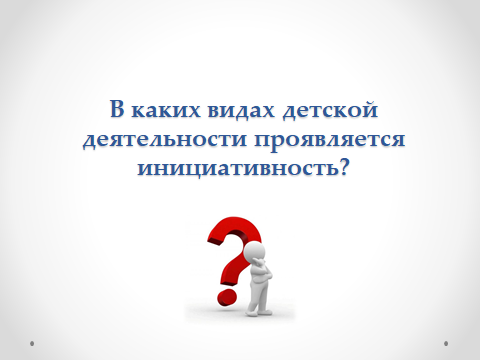 В каких видах детской
деятельности проявляется
инициативность?